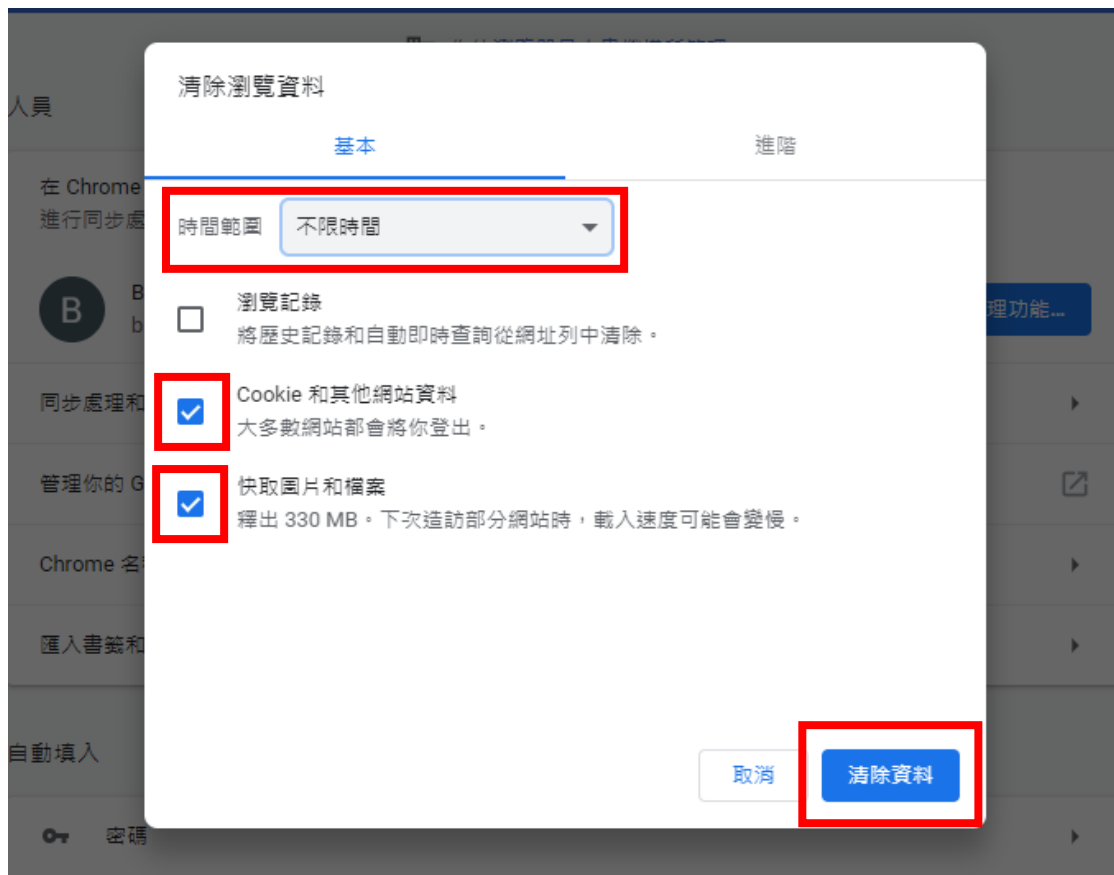 清除瀏覽資料
人員
基本
進階
在 Chrome
進行同步處
時間範圍
不限時間
B
B
b
理功能...
瀏覽記錄
將歷史記錄和自動即時查詢從網址列中清除。
同步處理和
Cookie 和其他網站資料
大多數網站都會將你登出。
管理你的 G
快取圖片和檔案
釋出 330 MB。下次造訪部分網站時，載入速度可能會變慢。
Chrome 名
匯入書籤和
自動填入
取消
清除資料
密碼